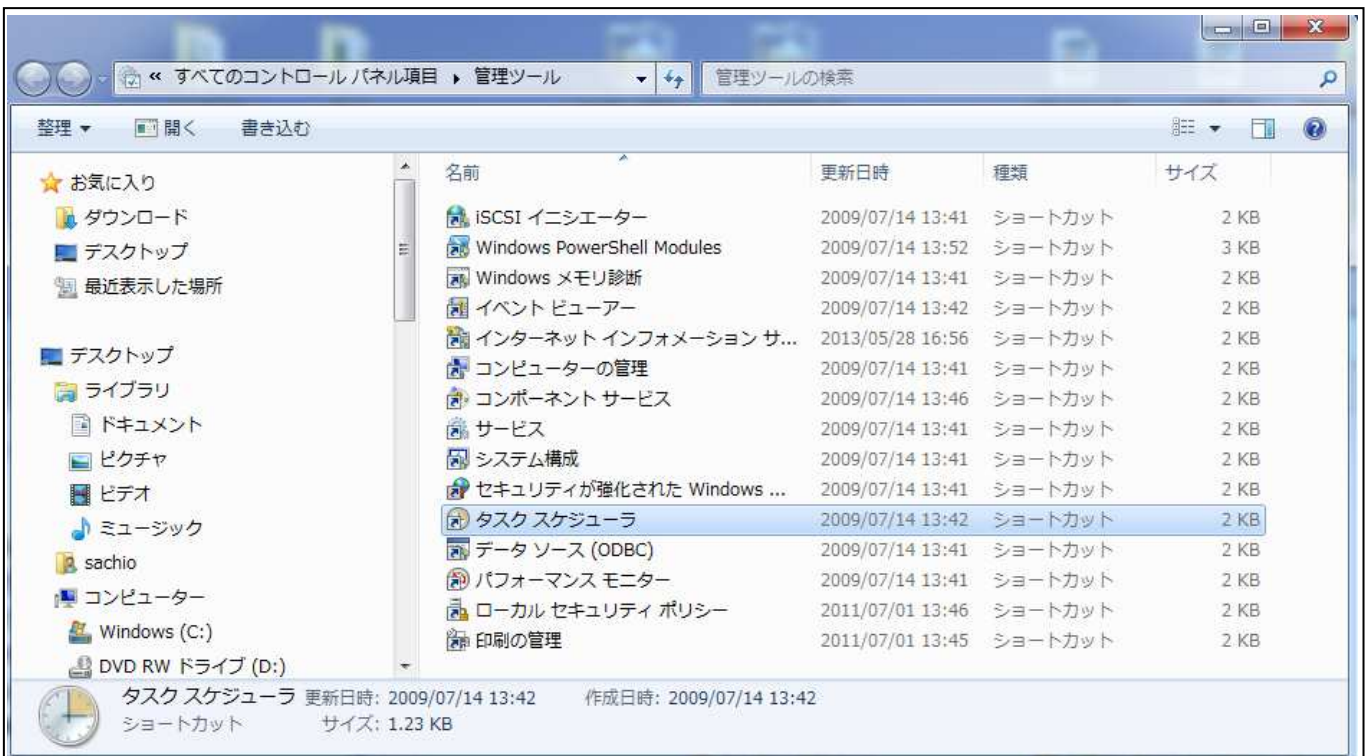 « すべてのコントロール パネル項目 ▸ 管理ツール 管理ツールの検索
整理 ▼ 開く 書き込む
お気に入り
ダウンロード
デスクトップ
最近表示した場所
デスクトップ
ライブラリ
ドキュメント
ピクチャ
ビデオ
ミュージック
sachio
コンピューター
Windows (C:)
DVD RW ドライブ (D:)
名前 更新日時 種類 サイズ
iSCSI イニシエーター 2009/07/14 13:41 ショートカット 2 KB
Windows PowerShell Modules 2009/07/14 13:52 ショートカット 3 KB
Windows メモリ診断 2009/07/14 13:41 ショートカット 2 KB
イベント ビューアー 2009/07/14 13:42 ショートカット 2 KB
インターネット インフォメーション サ... 2013/05/28 16:56 ショートカット 2 KB
コンピューターの管理 2009/07/14 13:41 ショートカット 2 KB
コンポーネント サービス 2009/07/14 13:46 ショートカット 2 KB
サービス 2009/07/14 13:41 ショートカット 2 KB
システム構成 2009/07/14 13:41 ショートカット 2 KB
セキュリティが強化された Windows ... 2009/07/14 13:41 ショートカット 2 KB
タスク スケジューラ 2009/07/14 13:42 ショートカット 2 KB
データ ソース (ODBC) 2009/07/14 13:41 ショートカット 2 KB
パフォーマンス モニター 2009/07/14 13:41 ショートカット 2 KB
ローカル セキュリティ ポリシー 2011/07/01 13:46 ショートカット 2 KB
印刷の管理 2011/07/01 13:45 ショートカット 2 KB
タスク スケジューラ 更新日時: 2009/07/14 13:42 作成日時: 2009/07/14 13:42
ショートカット サイズ: 1.23 KB